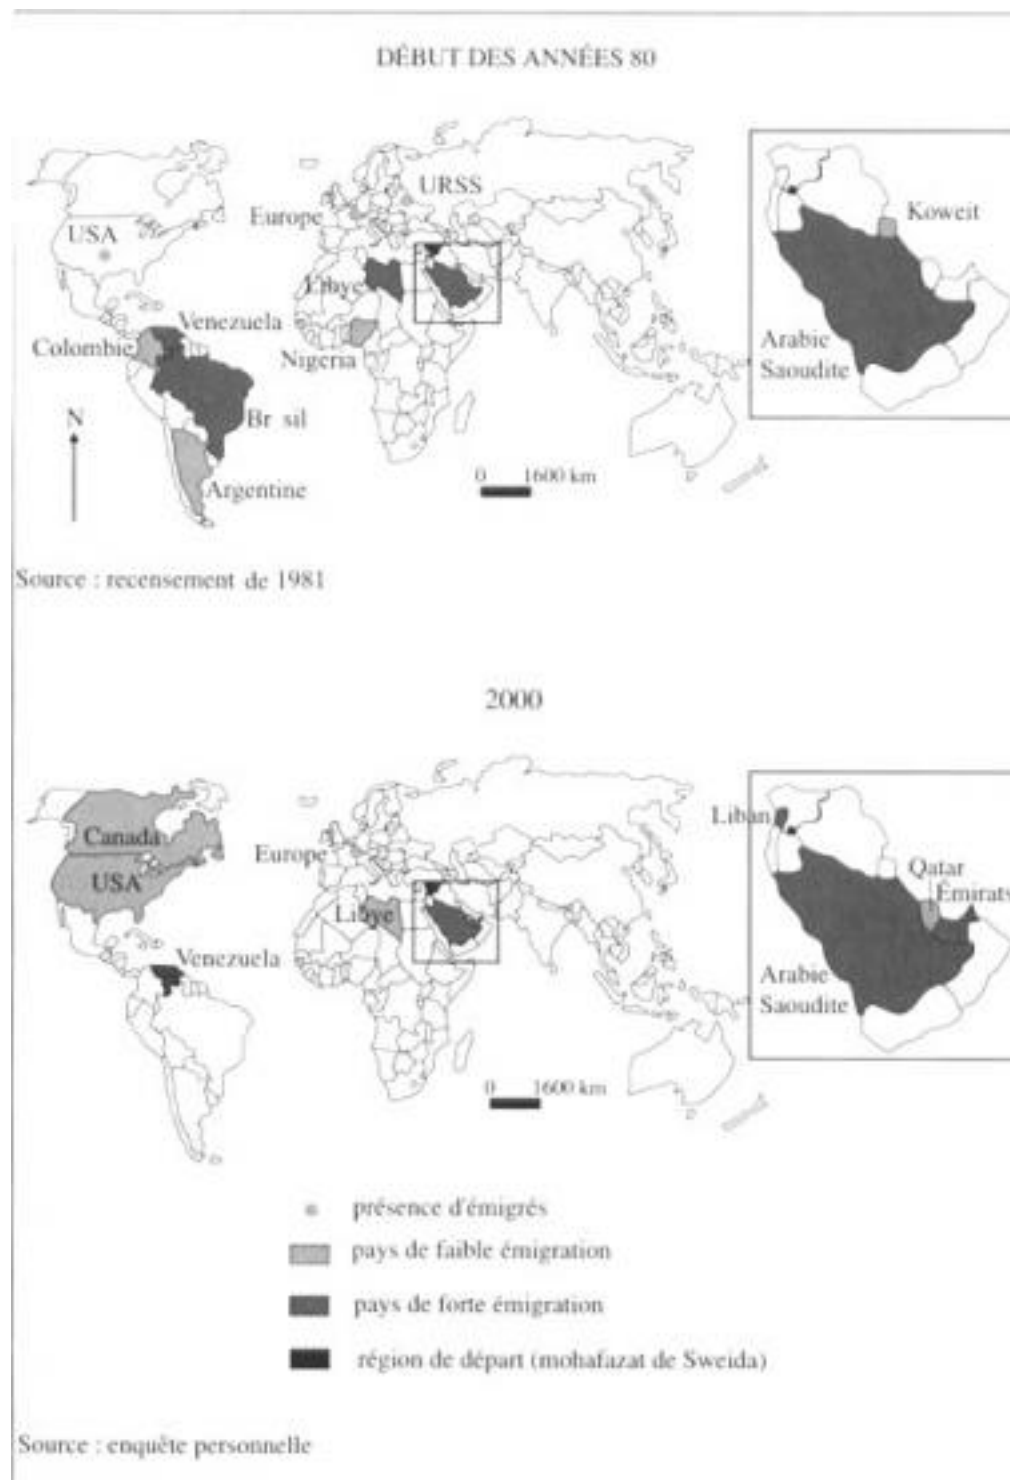 DÉBUT DES ANNÉES 80
URSS
Europe
Koweit
USA
Libye
Venezuela
Colombie
Nigeria
Arabie
Saoudite
N
Br sil
0 1600 km
Argentine
Source : recensement de 1981
2000
Liban
Canada
Europe
Qatar
USA
Émirats
Libye
Venezuela
Arabie
Saoudite
0 1600 km
présence d'émigrés
pays de faible émigration
pays de forte émigration
région de départ (mohafazat de Sweida)
Source : enquête personnelle